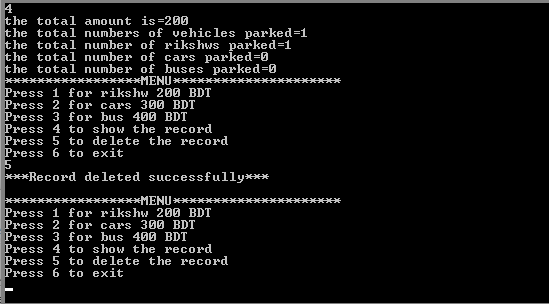 4
the total amount is=200
the total numbers of vehicles parked=1
the total number of rikshws parked=1
the total number of cars parked=0
the total number of buses parked=0
*****************MENU*********************
Press 1 for rikshw 200 BDT
Press 2 for cars 300 BDT
Press 3 for bus 400 BDT
Press 4 to show the record
Press 5 to delete the record
Press 6 to exit
5
***Record deleted successfully***
*****************MENU*********************
Press 1 for rikshw 200 BDT
Press 2 for cars 300 BDT
Press 3 for bus 400 BDT
Press 4 to show the record
Press 5 to delete the record
Press 6 to exit